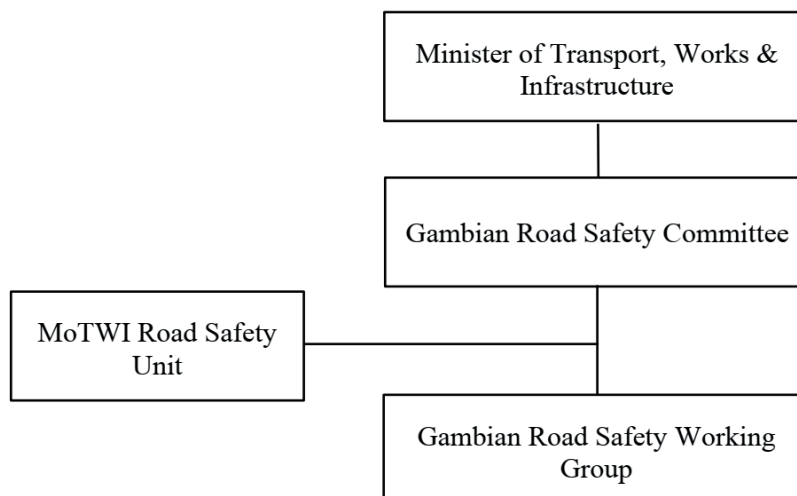 Minister of Transport, Works &
Infrastructure
Gambian Road Safety Committee
MoTWI Road Safety
Unit
Gambian Road Safety Working
Group